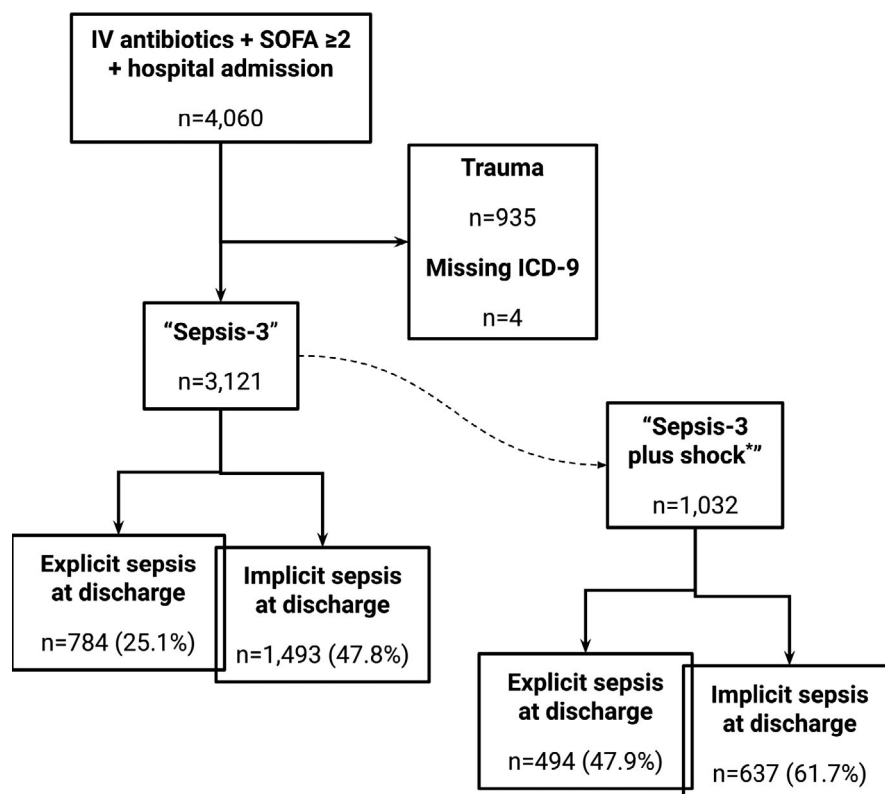 IV antibiotics + SOFA ≥2
+ hospital admission
n=4,060
Trauma
n=935
Missing ICD-9
n=4
“Sepsis-3”
n=3,121
“Sepsis-3
plus shock*”
n=1,032
Explicit sepsis
at discharge
n=784 (25.1%)
Implicit sepsis
at discharge
n=1,493 (47.8%)
Explicit sepsis
at discharge
n=494 (47.9%)
Implicit sepsis
at discharge
n=637 (61.7%)